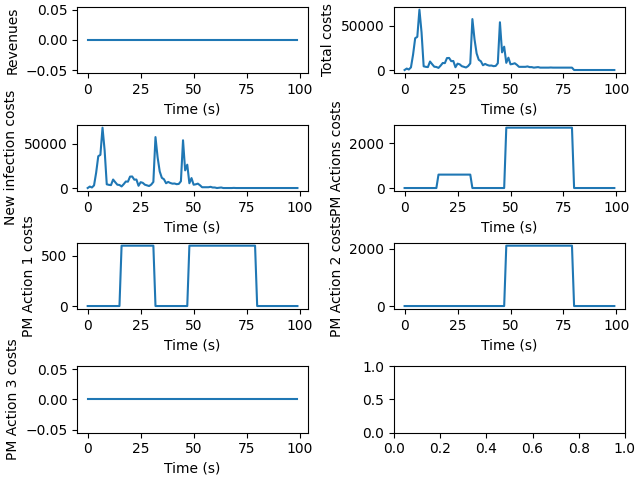 Revenues
0.05
0.00
−0.05
0 25 50 75 100
Time (s)
Total costs
50000
0
0 25 50 75 100
Time (s)
New infection costs
50000
0
0 25 50 75 100
Time (s)
PM Actions costs
2000
0
0 25 50 75 100
Time (s)
PM Action 1 costs
500
0
0 25 50 75 100
Time (s)
PM Action 2 costs
2000
0
0 25 50 75 100
Time (s)
PM Action 3 costs
0.05
0.00
−0.05
0 25 50 75 100
Time (s)
1.0
0.5
0.0
0.0 0.2 0.4 0.6 0.8 1.0